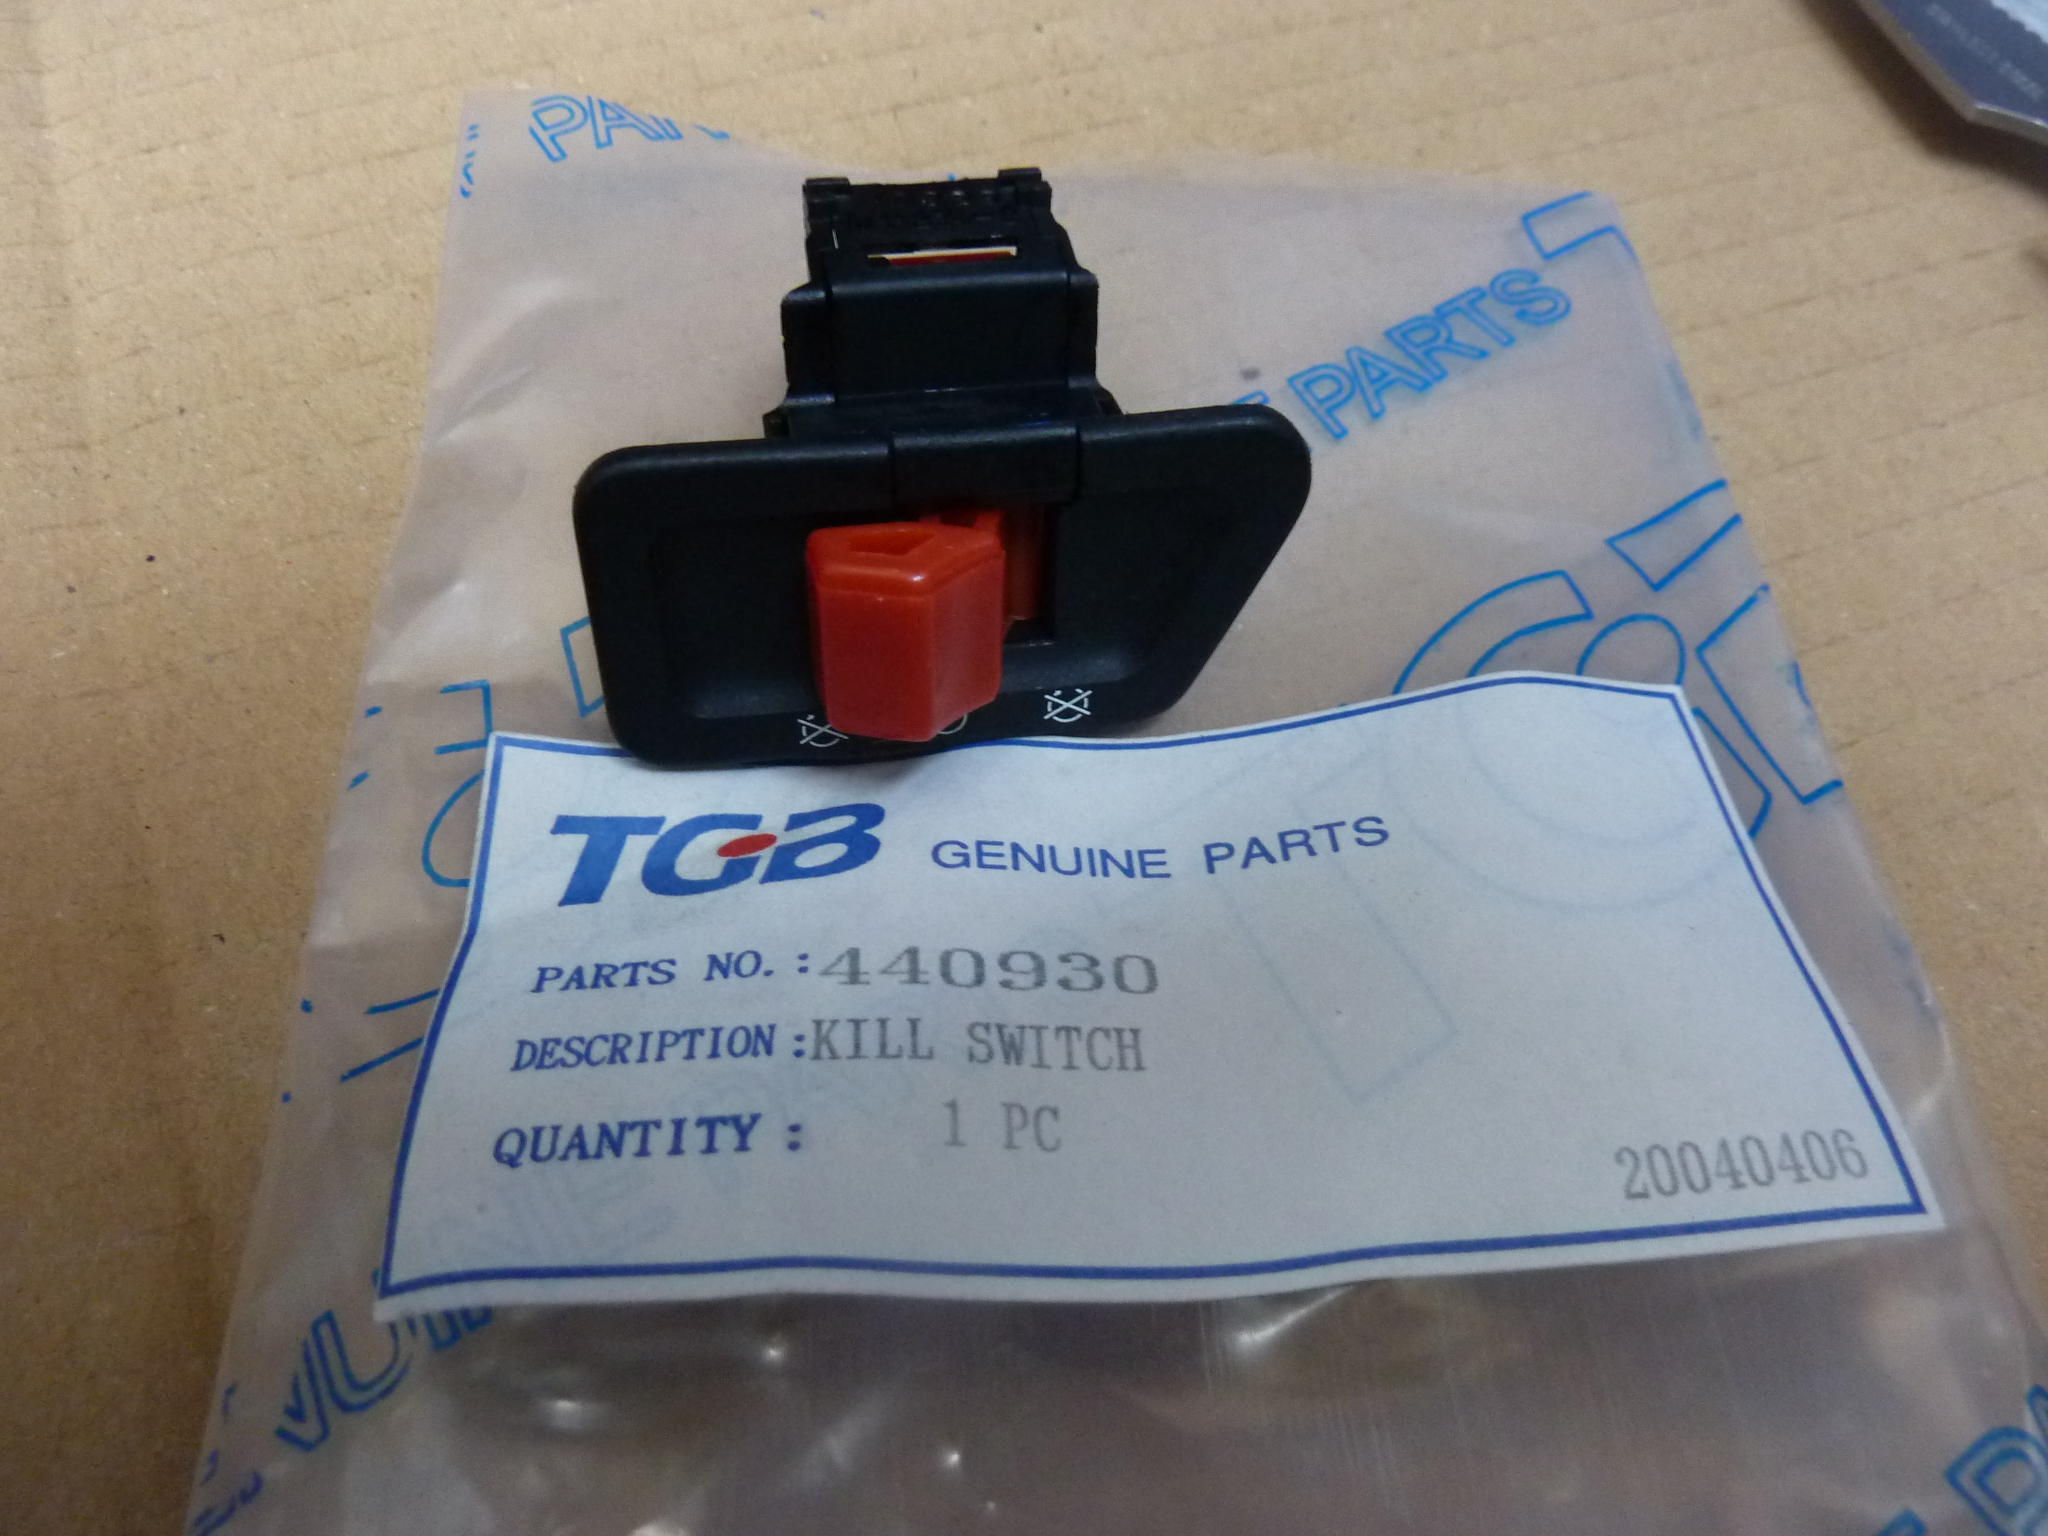 PARTS
TGB GENUINE PARTS
PARTS NO. : 440930
DESCRIPTION : KILL SWITCH
QUANTITY : 1 PC
20040406